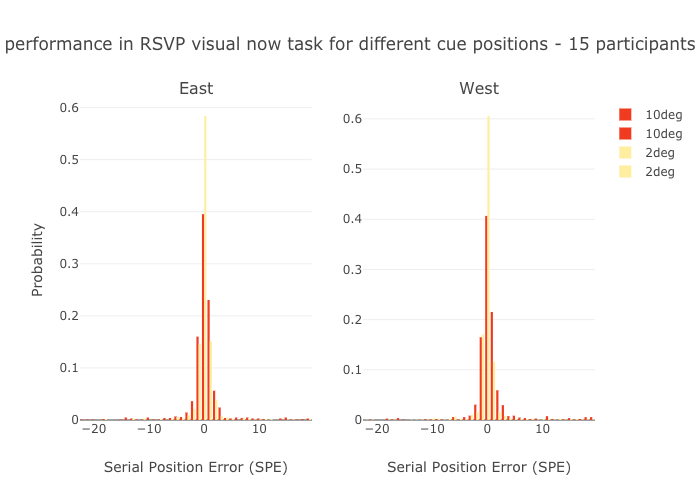 performance in RSVP visual now task for different cue positions - 15 participants
East
West
0.6
0.5
0.4
0.3
0.2
0.1
0
−20
−10
0
10
0.6
0.5
0.4
0.3
0.2
0.1
0
−20
−10
0
10
Probability
Serial Position Error (SPE)
Serial Position Error (SPE)
10deg
10deg
2deg
2deg